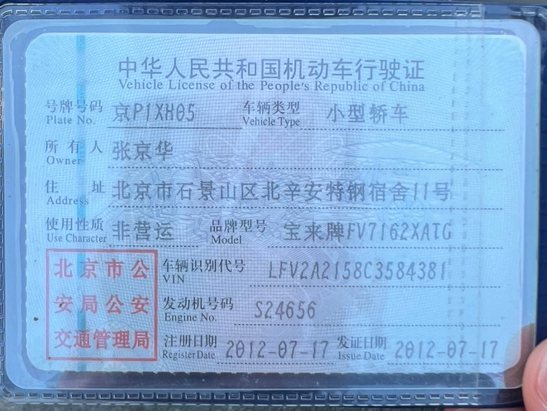 中华人民共和国机动车行驶证
Vehicle License of the People's Republic of China
号牌号码 京P1XH05 车辆类型 小型轿车
Plate No. Vehicle Type
所有人 张京华
Owner
住址 北京市石景山区北辛安特钢宿舍11号
Address
使用性质 非营运 品牌型号 宝来牌FV7162XATG
Use Character Model
北京市公安局公安交通管理局
车辆识别代号 LFV2A2158C3584381
VIN
发动机号码 S24656
Engine No.
注册日期 2012-07-17 发证日期 2012-07-17
Register Date Issue Date